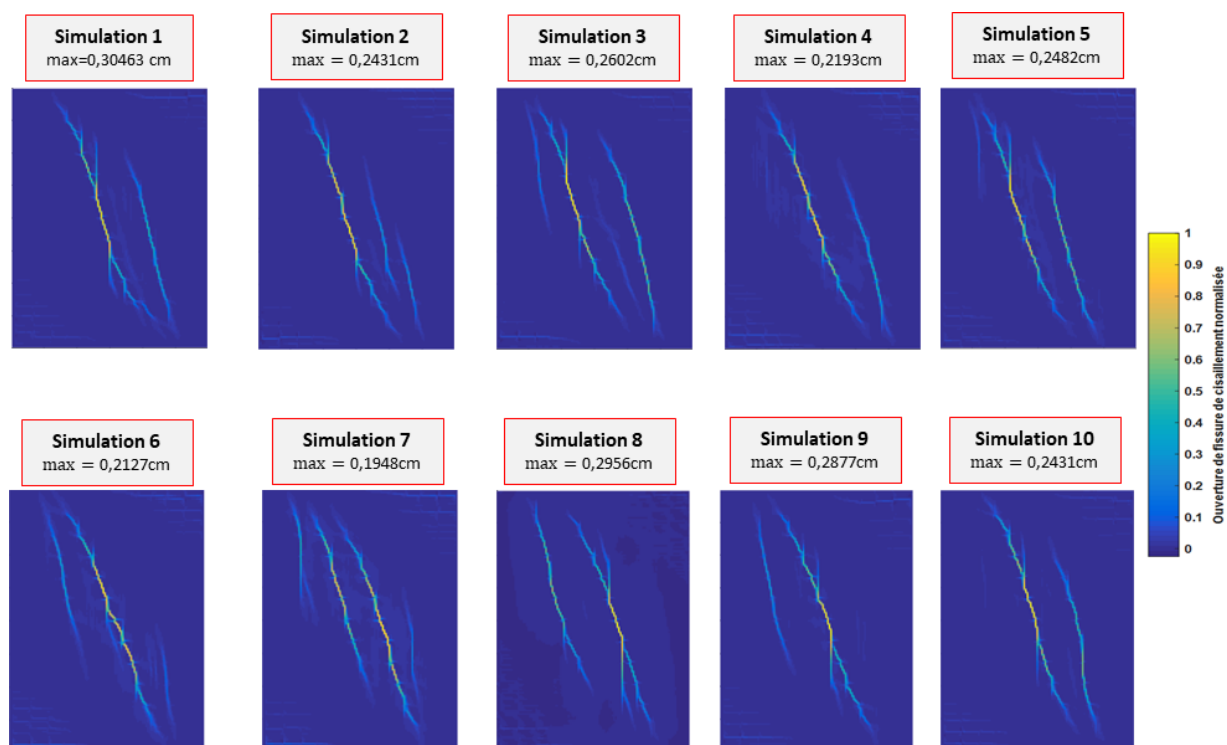 Simulation 1
max=0,30463 cm
Simulation 2
max = 0,2431cm
Simulation 3
max = 0,2602cm
Simulation 4
max = 0,2193cm
Simulation 5
max = 0,2482cm
Simulation 6
max = 0,2127cm
Simulation 7
max = 0,1948cm
Simulation 8
max = 0,2956cm
Simulation 9
max = 0,2877cm
Simulation 10
max = 0,2431cm
1
0.9
0.8
0.7
0.6
0.5
0.4
0.3
0.2
0.1
0
Ouverture de fissure de cisaillement normalisée